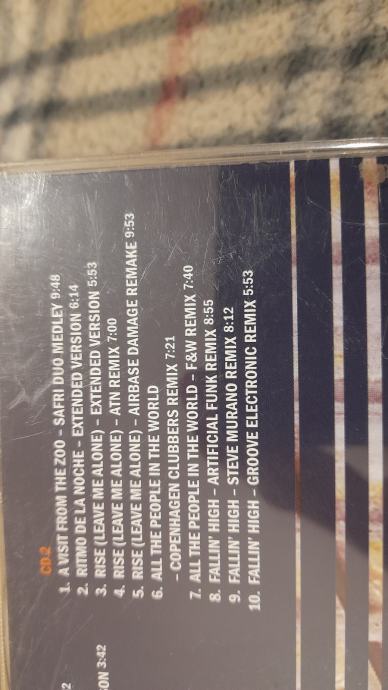 CD 2
1. A VISIT FROM THE ZOO – SAFRI DUO MEDLEY 9:48
2. RITMO DE LA NOCHE – EXTENDED VERSION 6:14
3. RISE (LEAVE ME ALONE) – EXTENDED VERSION 5:53
4. RISE (LEAVE ME ALONE) – ATN REMIX 7:00
5. RISE (LEAVE ME ALONE) – AIRBASE DAMAGE REMAKE 9:53
6. ALL THE PEOPLE IN THE WORLD
– COPENHAGEN CLUBBERS REMIX 7:21
7. ALL THE PEOPLE IN THE WORLD – F&W REMIX 7:40
8. FALLIN' HIGH – ARTIFICIAL FUNK REMIX 8:55
9. FALLIN' HIGH – STEVE MURANO REMIX 8:12
10. FALLIN' HIGH – GROOVE ELECTRONIC REMIX 5:53
2
ON 3:42